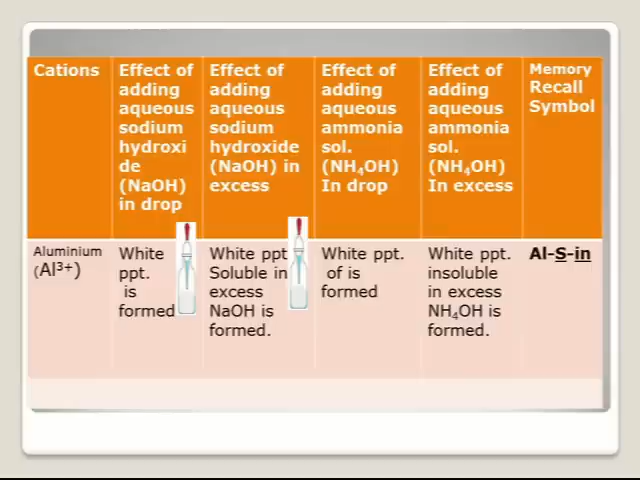 Cations
Effect of
adding
aqueous
sodium
hydroxi
de
(NaOH)
in drop
Effect of
adding
aqueous
sodium
hydroxide
(NaOH) in
excess
Effect of
adding
aqueous
ammonia
sol.
(NH₄OH)
In drop
Effect of
adding
aqueous
ammonia
sol.
(NH₄OH)
In excess
Memory
Recall
Symbol
Aluminium
(Al³⁺)
White
ppt.
is
formed
White ppt
Soluble in
excess
NaOH is
formed.
White ppt.
of is
formed
White ppt.
insoluble
in excess
NH₄OH is
formed.
Al-S-in